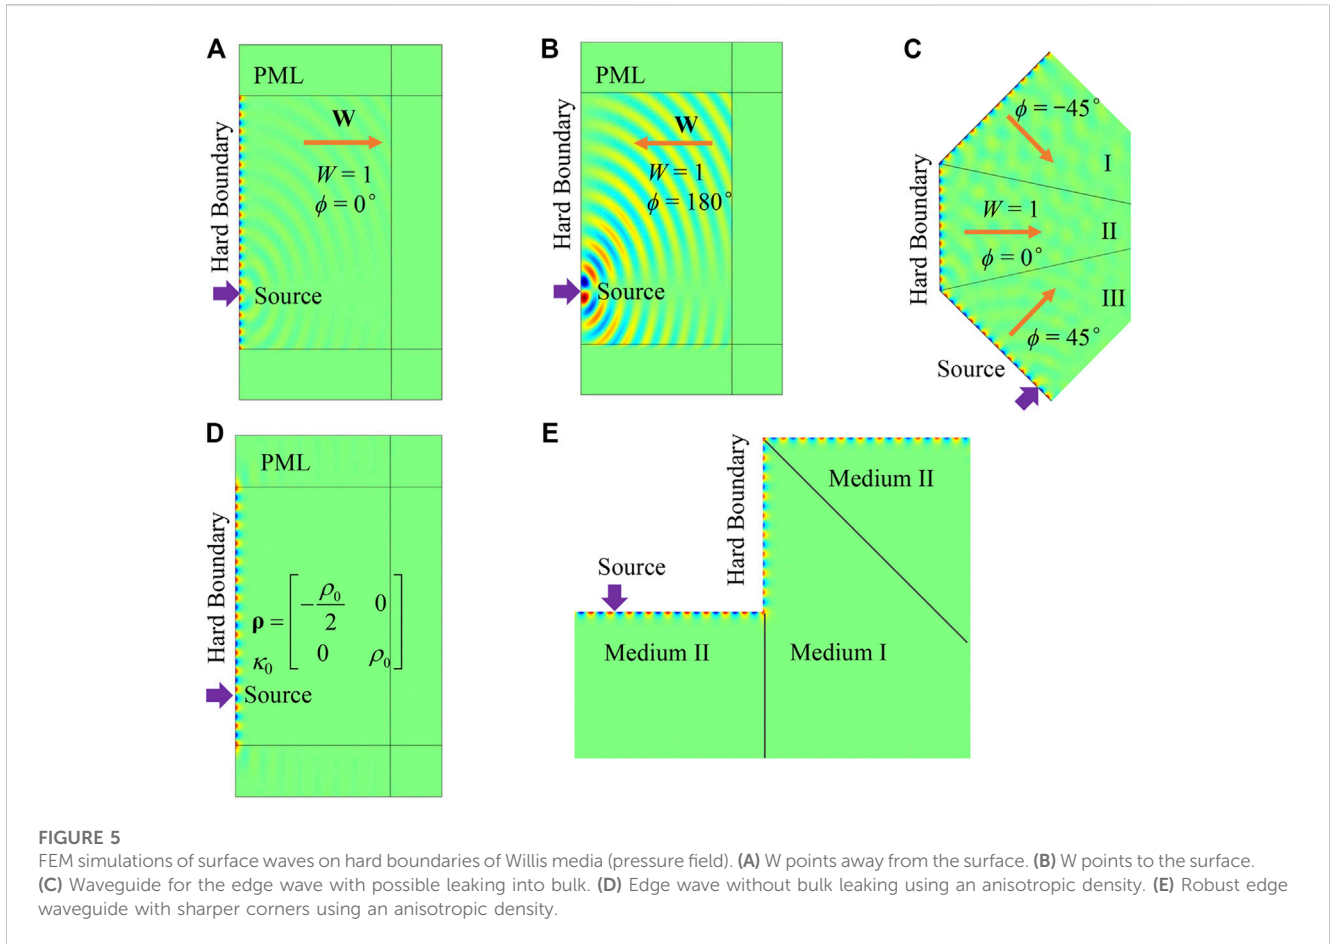 A
PML
Hard Boundary
W
W = 1
ϕ = 0°
Source
B
PML
Hard Boundary
W
W = 1
ϕ = 180°
Source
C
ϕ = −45°
I
Hard Boundary
W = 1
II
ϕ = 0°
III
ϕ = 45°
Source
D
PML
Hard Boundary
ρ = [ −ρ₀/2 0
0 ρ₀ ]
κ₀
Source
E
Hard Boundary
Medium II
Source
Medium II
Medium I
FIGURE 5
FEM simulations of surface waves on hard boundaries of Willis media (pressure field). (A) W points away from the surface. (B) W points to the surface.
(C) Waveguide for the edge wave with possible leaking into bulk. (D) Edge wave without bulk leaking using an anisotropic density. (E) Robust edge
waveguide with sharper corners using an anisotropic density.